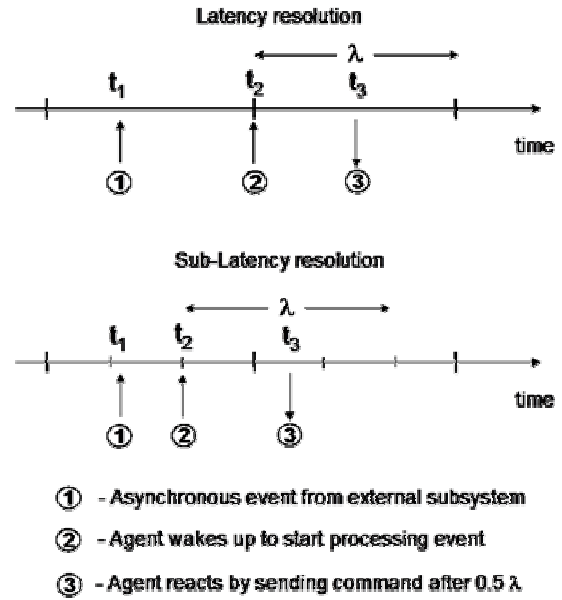 Latency resolution
λ
t1 t2 t3
time
① ② ③
Sub-Latency resolution
λ
t1 t2 t3
time
① ② ③
① - Asynchronous event from external subsystem
② - Agent wakes up to start processing event
③ - Agent reacts by sending command after 0.5 λ